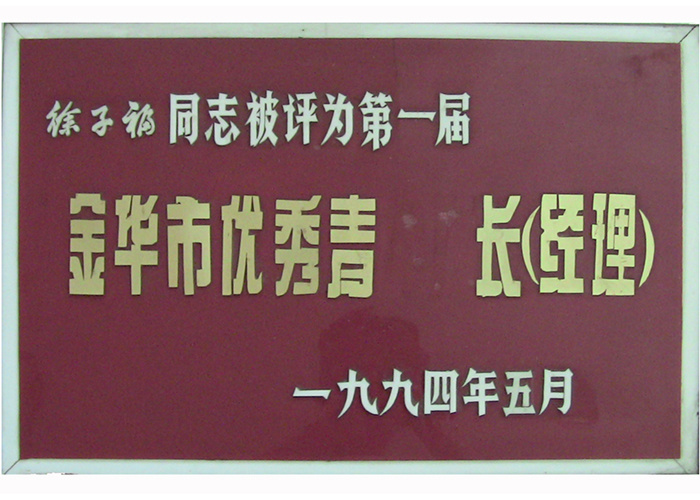 徐子福同志被评为第一届
金华市优秀青 长(经理)
一九九四年五月